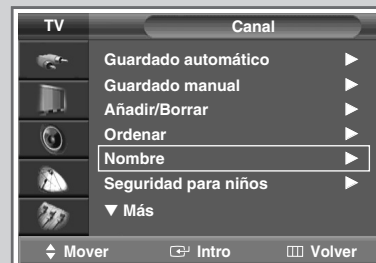 TV Canal
Guardado automático ▶
Guardado manual ▶
Añadir/Borrar ▶
Ordenar ▶
Nombre ▶
Seguridad para niños ▶
▼ Más
Mover Intro Volver